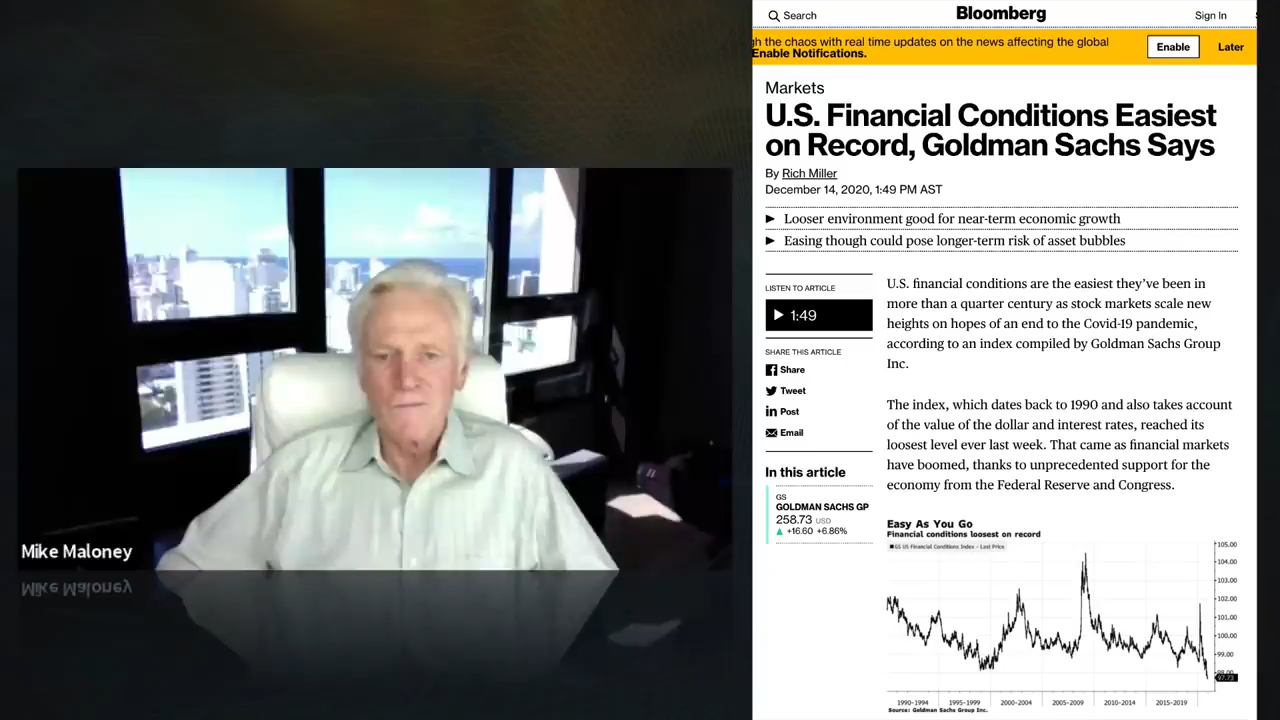 Search
Bloomberg
Sign In
the chaos with real time updates on the news affecting the global
Enable Notifications.
Enable
Later
Markets
U.S. Financial Conditions Easiest
on Record, Goldman Sachs Says
By Rich Miller
December 14, 2020, 1:49 PM AST
Looser environment good for near-term economic growth
Easing though could pose longer-term risk of asset bubbles
LISTEN TO ARTICLE
1:49
SHARE THIS ARTICLE
Share
Tweet
in Post
Email
In this article
GS
GOLDMAN SACHS GP
258.73 USD
+16.60 +6.86%
U.S. financial conditions are the easiest they've been in
more than a quarter century as stock markets scale new
heights on hopes of an end to the Covid-19 pandemic,
according to an index compiled by Goldman Sachs Group
Inc.
The index, which dates back to 1990 and also takes account
of the value of the dollar and interest rates, reached its
loosest level ever last week. That came as financial markets
have boomed, thanks to unprecedented support for the
economy from the Federal Reserve and Congress.
Easy As You Go
Financial conditions loosest on record
GS US Financial Conditions Index - Last Price
105.00
104.00
103.00
102.00
101.00
100.00
99.00
98.00
97.73
1990-1994 1995-1999 2000-2004 2005-2009 2010-2014 2015-2019
Source: Goldman Sachs Group Inc.
Mike Maloney
Mike Maloney